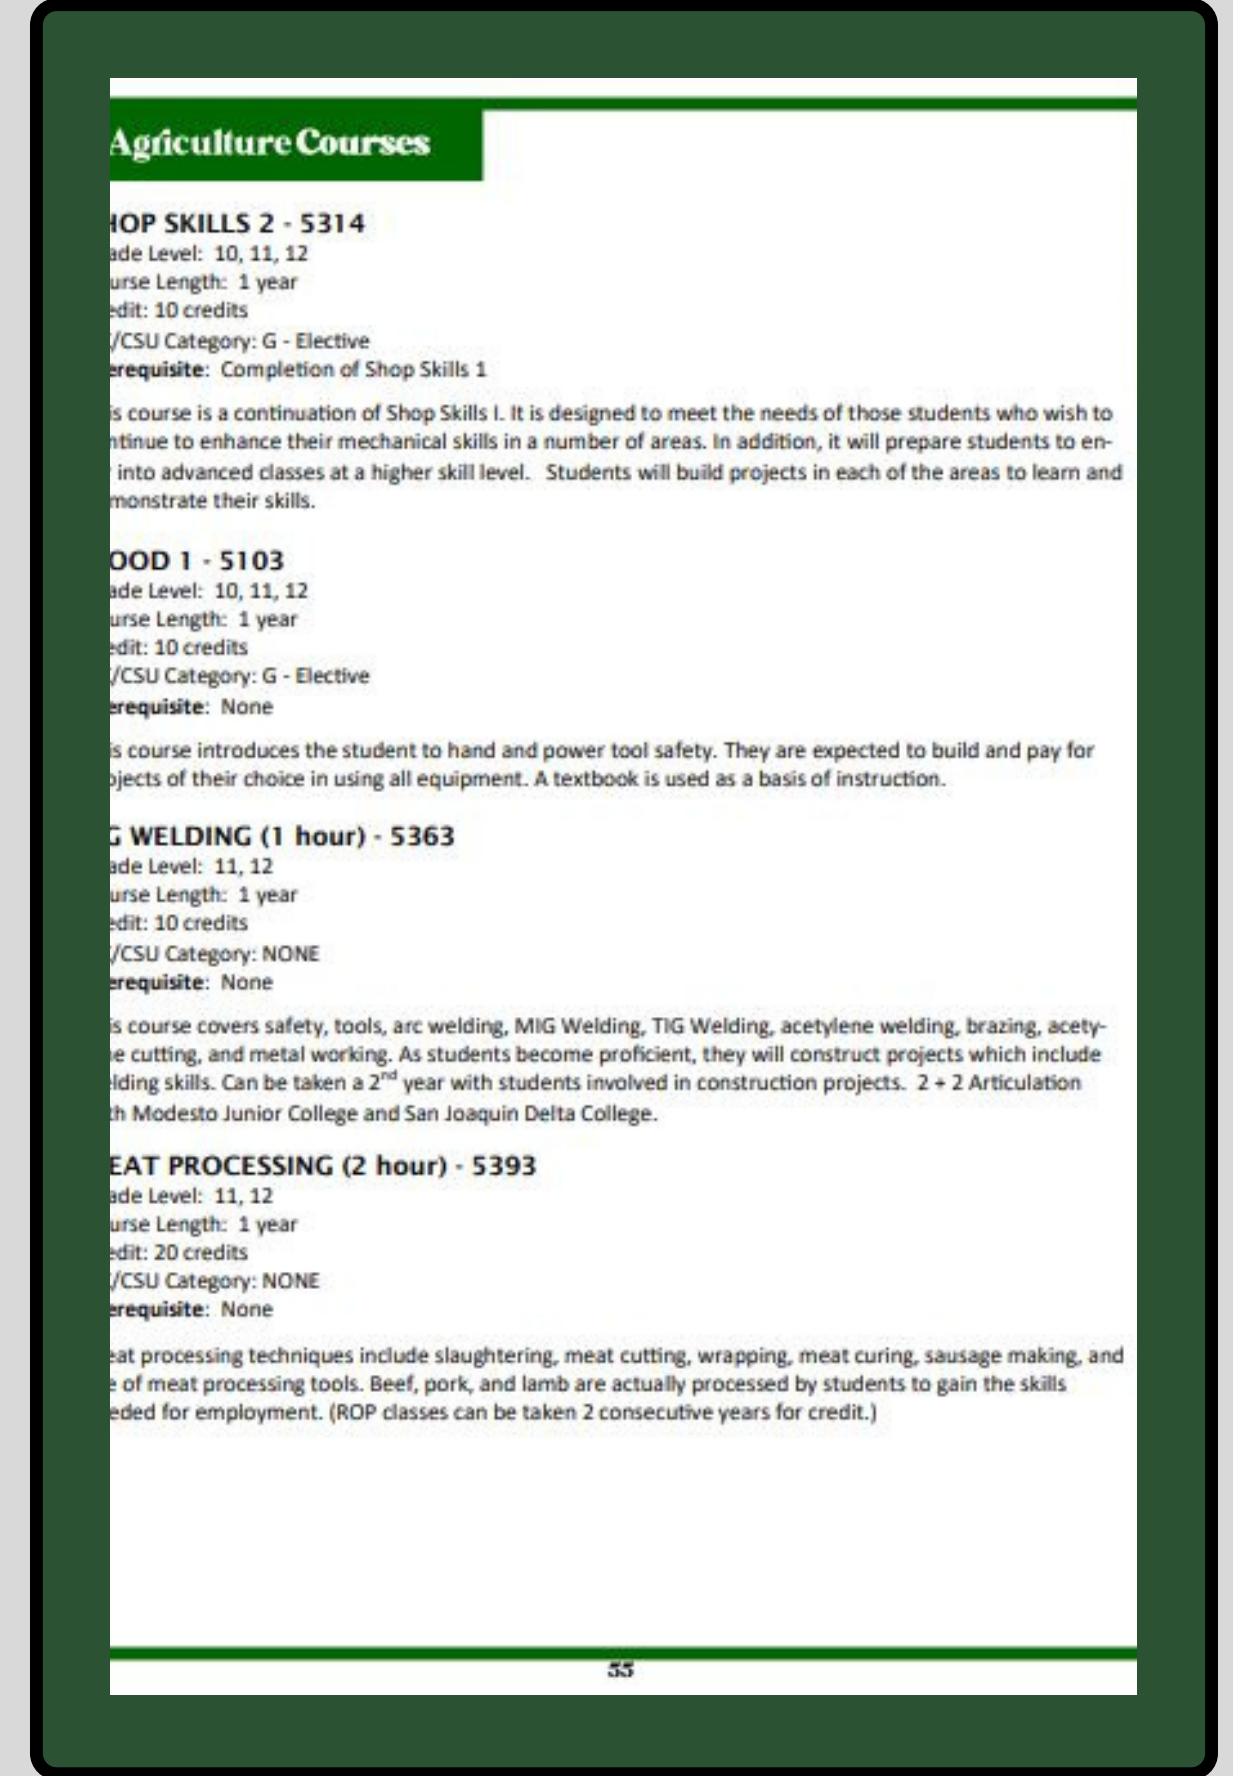 Agriculture Courses
HOP SKILLS 2 - 5314
ade Level: 10, 11, 12
urse Length: 1 year
edit: 10 credits
/CSU Category: G - Elective
erequisite: Completion of Shop Skills 1
is course is a continuation of Shop Skills I. It is designed to meet the needs of those students who wish to
ntinue to enhance their mechanical skills in a number of areas. In addition, it will prepare students to en-
into advanced classes at a higher skill level. Students will build projects in each of the areas to learn and
monstrate their skills.
OOD 1 - 5103
ade Level: 10, 11, 12
urse Length: 1 year
edit: 10 credits
/CSU Category: G - Elective
erequisite: None
is course introduces the student to hand and power tool safety. They are expected to build and pay for
ojects of their choice in using all equipment. A textbook is used as a basis of instruction.
G WELDING (1 hour) - 5363
ade Level: 11, 12
urse Length: 1 year
edit: 10 credits
/CSU Category: NONE
erequisite: None
is course covers safety, tools, arc welding, MIG Welding, TIG Welding, acetylene welding, brazing, acety-
e cutting, and metal working. As students become proficient, they will construct projects which include
lding skills. Can be taken a 2nd year with students involved in construction projects. 2 + 2 Articulation
th Modesto Junior College and San Joaquin Delta College.
EAT PROCESSING (2 hour) - 5393
ade Level: 11, 12
urse Length: 1 year
edit: 20 credits
/CSU Category: NONE
erequisite: None
eat processing techniques include slaughtering, meat cutting, wrapping, meat curing, sausage making, and
e of meat processing tools. Beef, pork, and lamb are actually processed by students to gain the skills
eded for employment. (ROP classes can be taken 2 consecutive years for credit.)
55